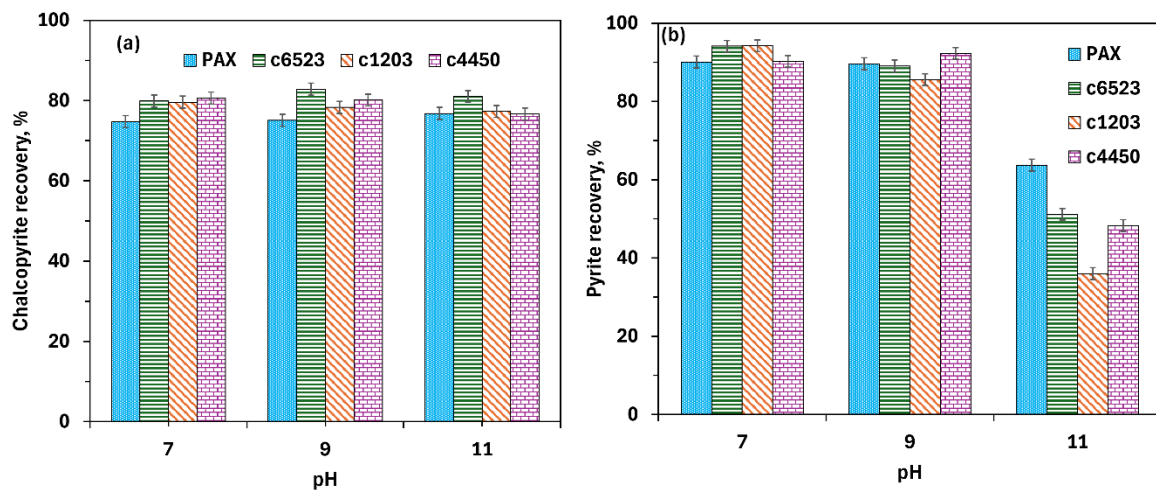 (a)
PAX c6523 c1203 c4450
Chalcopyrite recovery, %
100
80
60
40
20
0
7 9 11
pH
(b)
PAX
c6523
c1203
c4450
Pyrite recovery, %
100
80
60
40
20
0
7 9 11
pH